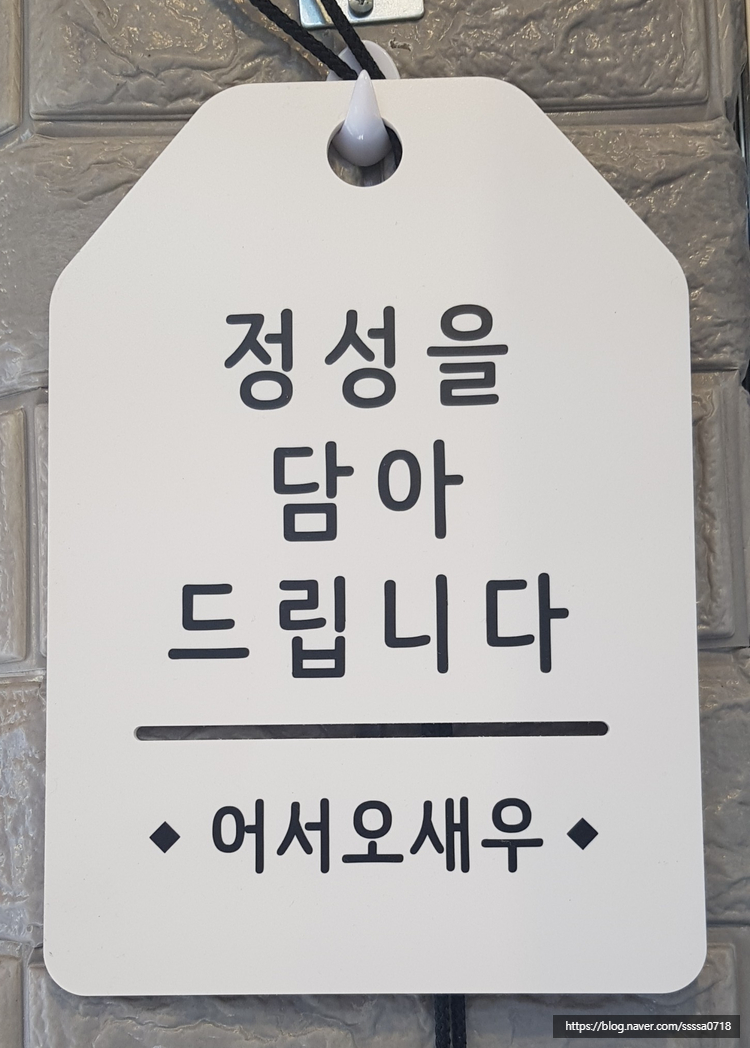 정성을
담아
드립니다
◆ 어서오새우 ◆
https://blog.naver.com/ssssa0718